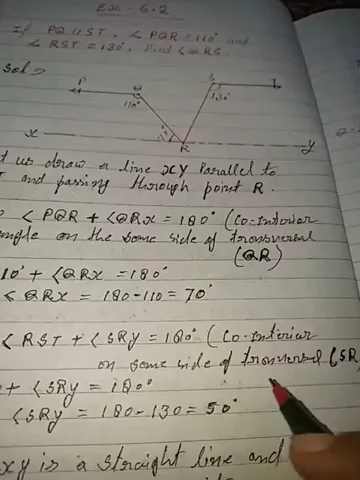 Ex - 6.2
If PQ || ST, < PQR = 110° and
< RST = 130°, Find < QRS.
Sol →
P Q S T
110° 130°
X R Y
us draw a line XY Parallel to
and passing through point R.
< PQR + < QRX = 180° (Co-Interior
angle on the same side of transversal
(QR)
10° + < QRX = 180°
< QRX = 180 - 110 = 70°
< RST + < SRY = 180° (Co-Interior
on same side of transversal (SR
+ < SRY = 180°
< SRY = 180 - 130 = 50°
XY is a straight line and